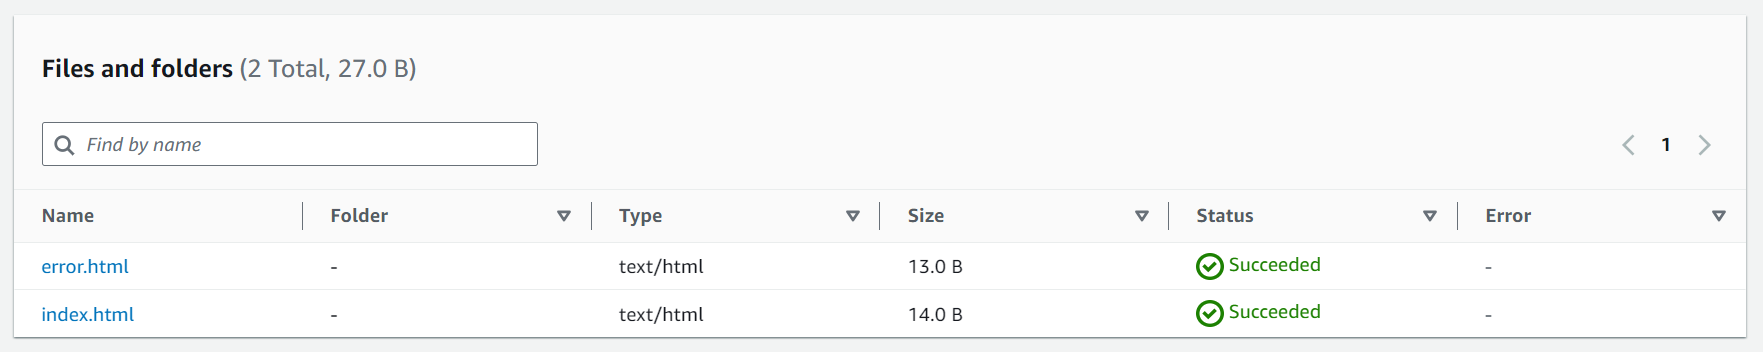 Files and folders (2 Total, 27.0 B)
Find by name
1
Name Folder Type Size Status Error
error.html - text/html 13.0 B Succeeded -
index.html - text/html 14.0 B Succeeded -